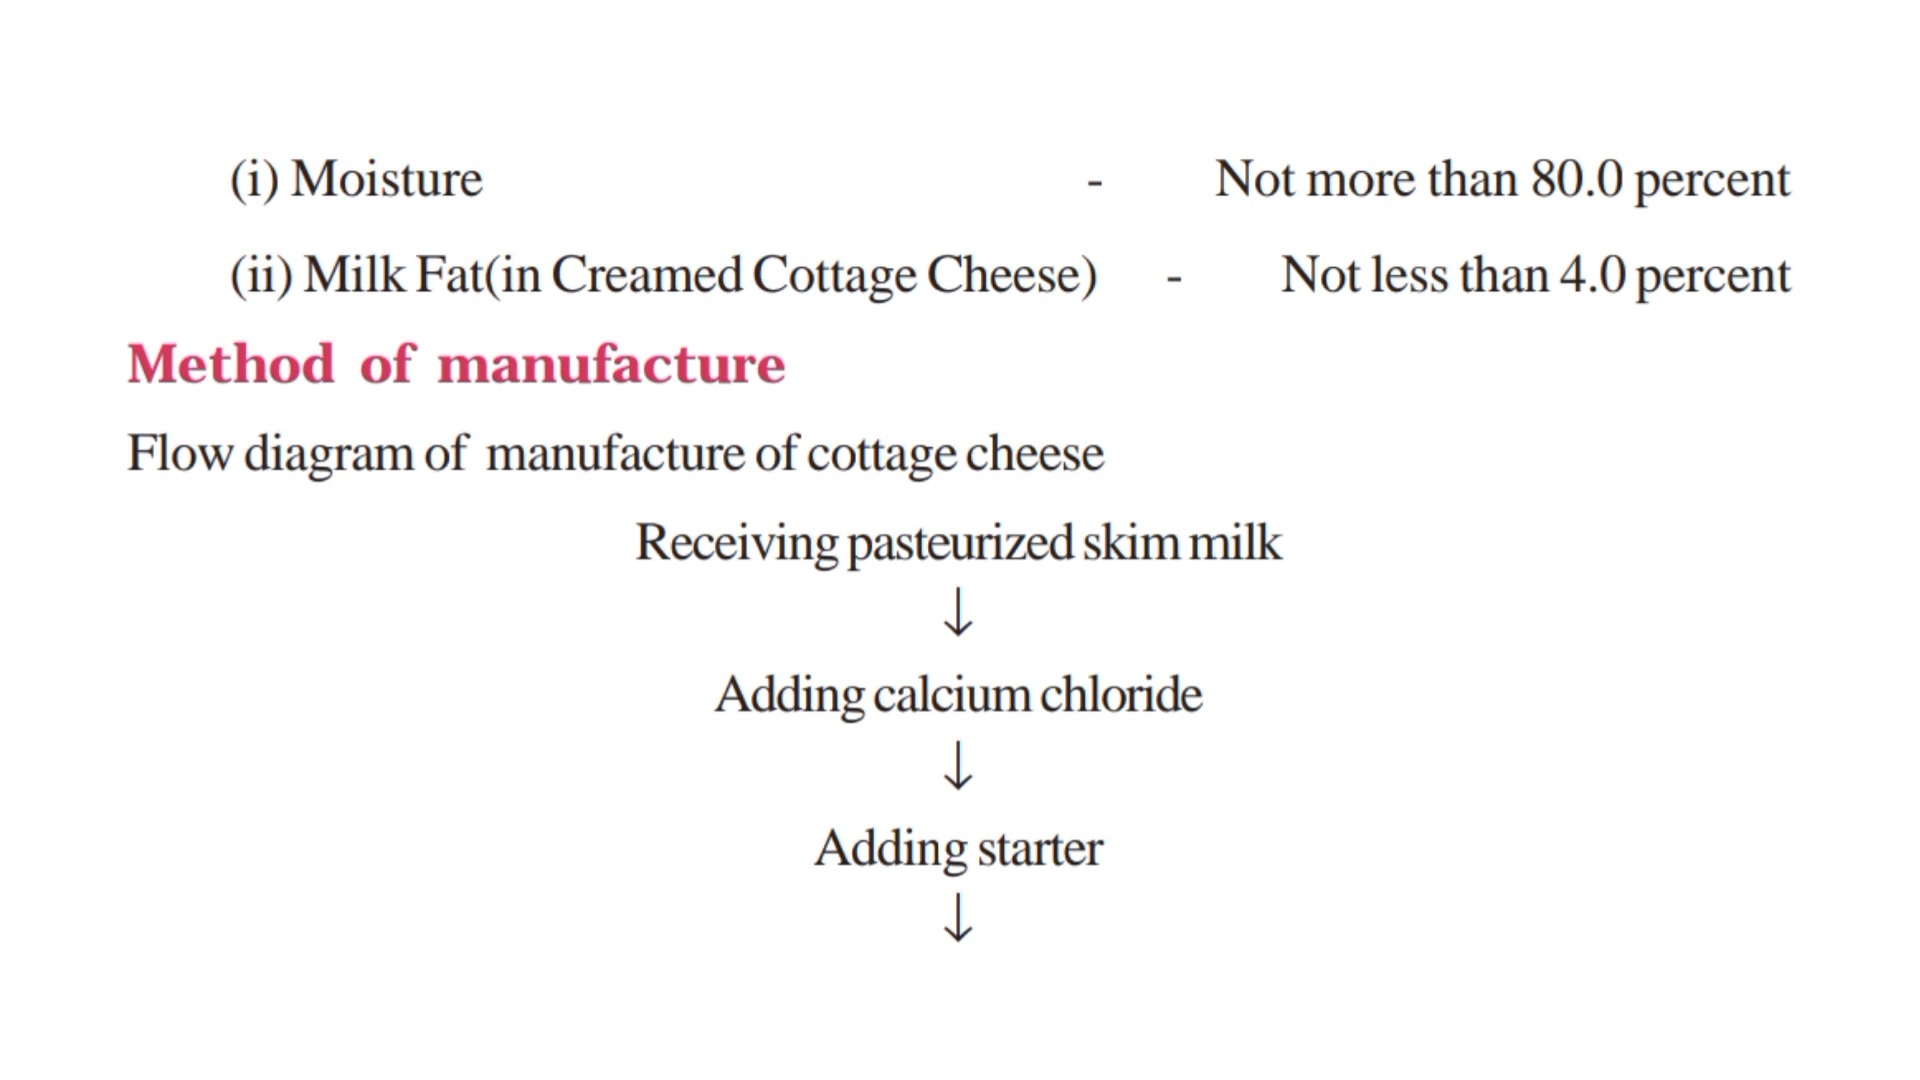 (i) Moisture - Not more than 80.0 percent
(ii) Milk Fat(in Creamed Cottage Cheese) - Not less than 4.0 percent
Method of manufacture
Flow diagram of manufacture of cottage cheese
Receiving pasteurized skim milk
↓
Adding calcium chloride
↓
Adding starter
↓